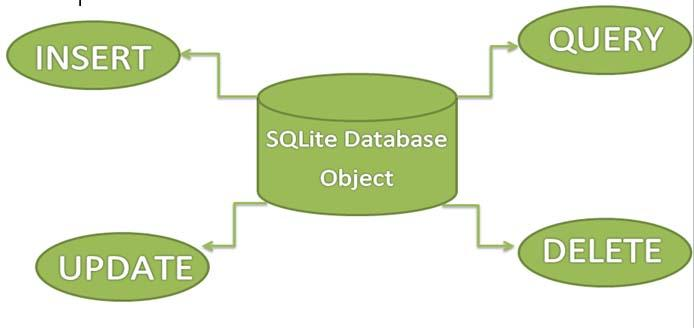 INSERT
QUERY
SQLite Database
Object
UPDATE
DELETE